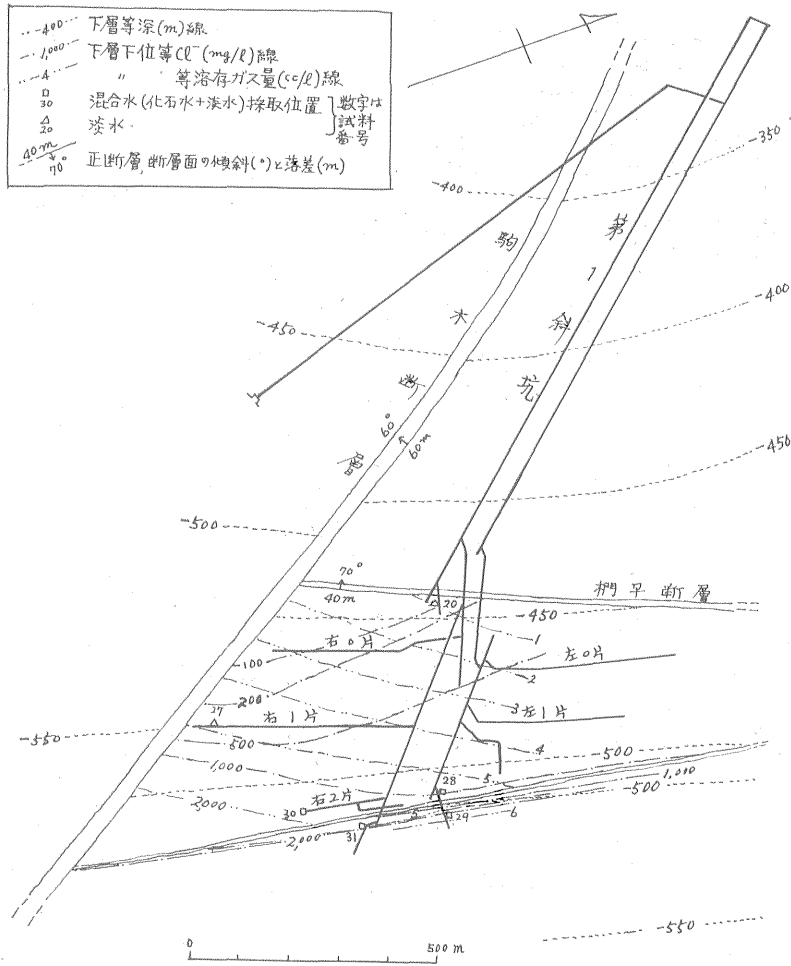 -400 下層等深(m)線
1,000 下層下位等Cl⁻(mg/l)線
4 〃 等溶存ガス量(cc/l)線
30 混合水(化石水+淡水)採取位置
20 淡水 〃
数字は
試料
番号
40m 70° 正断層,断層面の傾斜(°)と落差(m)
-350
-400
-400
-450
-450
-500
-550
駒木断層
第1斜坑
60°
60m
70°
40m
早断層
20
-450
右0片
1
左0片
100
2
200
27
右1片
3
左1片
500
4
-500
1,000
5
28
1,000
2,000
右2片
30
5
29
6
-500
31
2,000
-550
0
500m